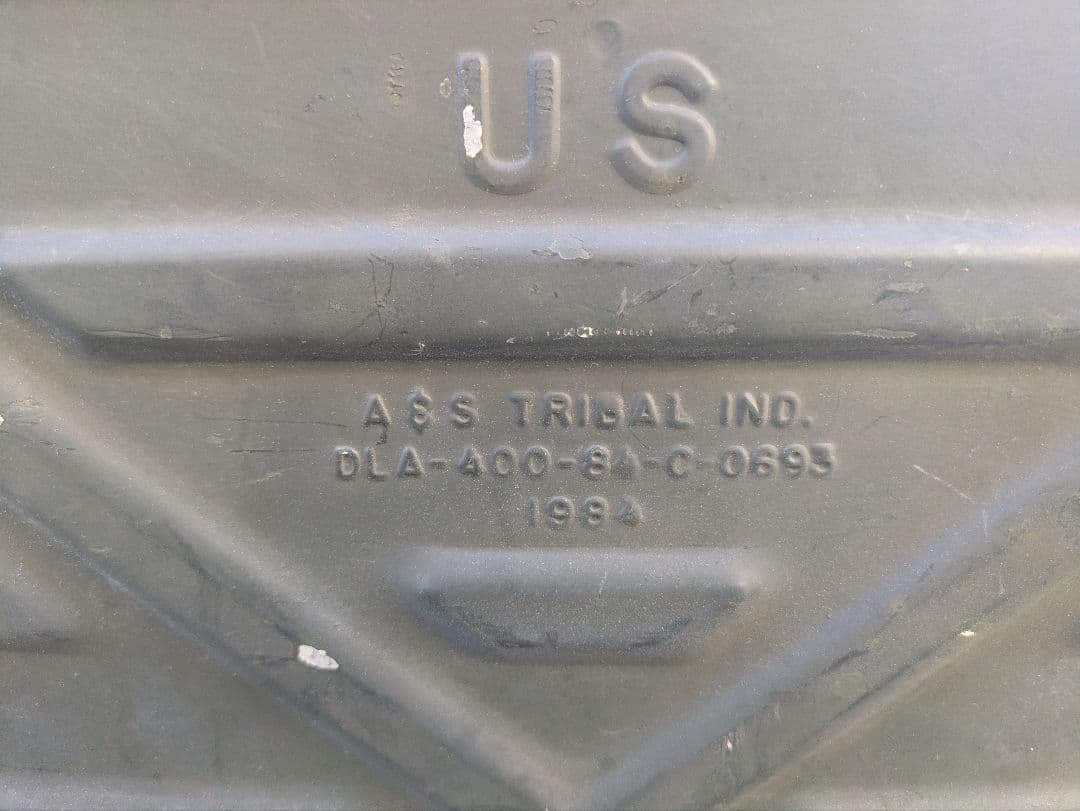 US
A&S TRIBAL IND.
DLA-400-84-C-0693
1984